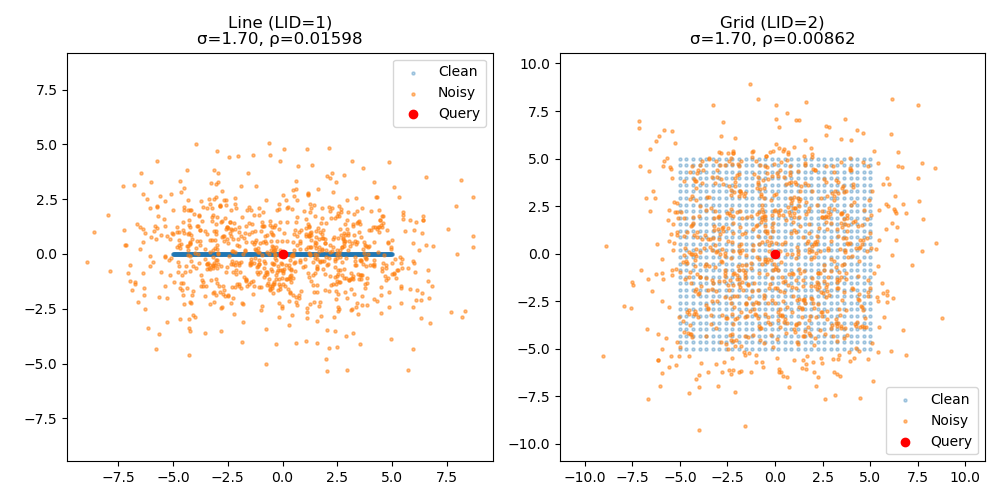 Line (LID=1)
σ=1.70, ρ=0.01598
Clean
Noisy
Query
7.5
5.0
2.5
0.0
−2.5
−5.0
−7.5
−7.5 −5.0 −2.5 0.0 2.5 5.0 7.5
Grid (LID=2)
σ=1.70, ρ=0.00862
10.0
7.5
5.0
2.5
0.0
−2.5
−5.0
−7.5
−10.0
Clean
Noisy
Query
−10.0 −7.5 −5.0 −2.5 0.0 2.5 5.0 7.5 10.0